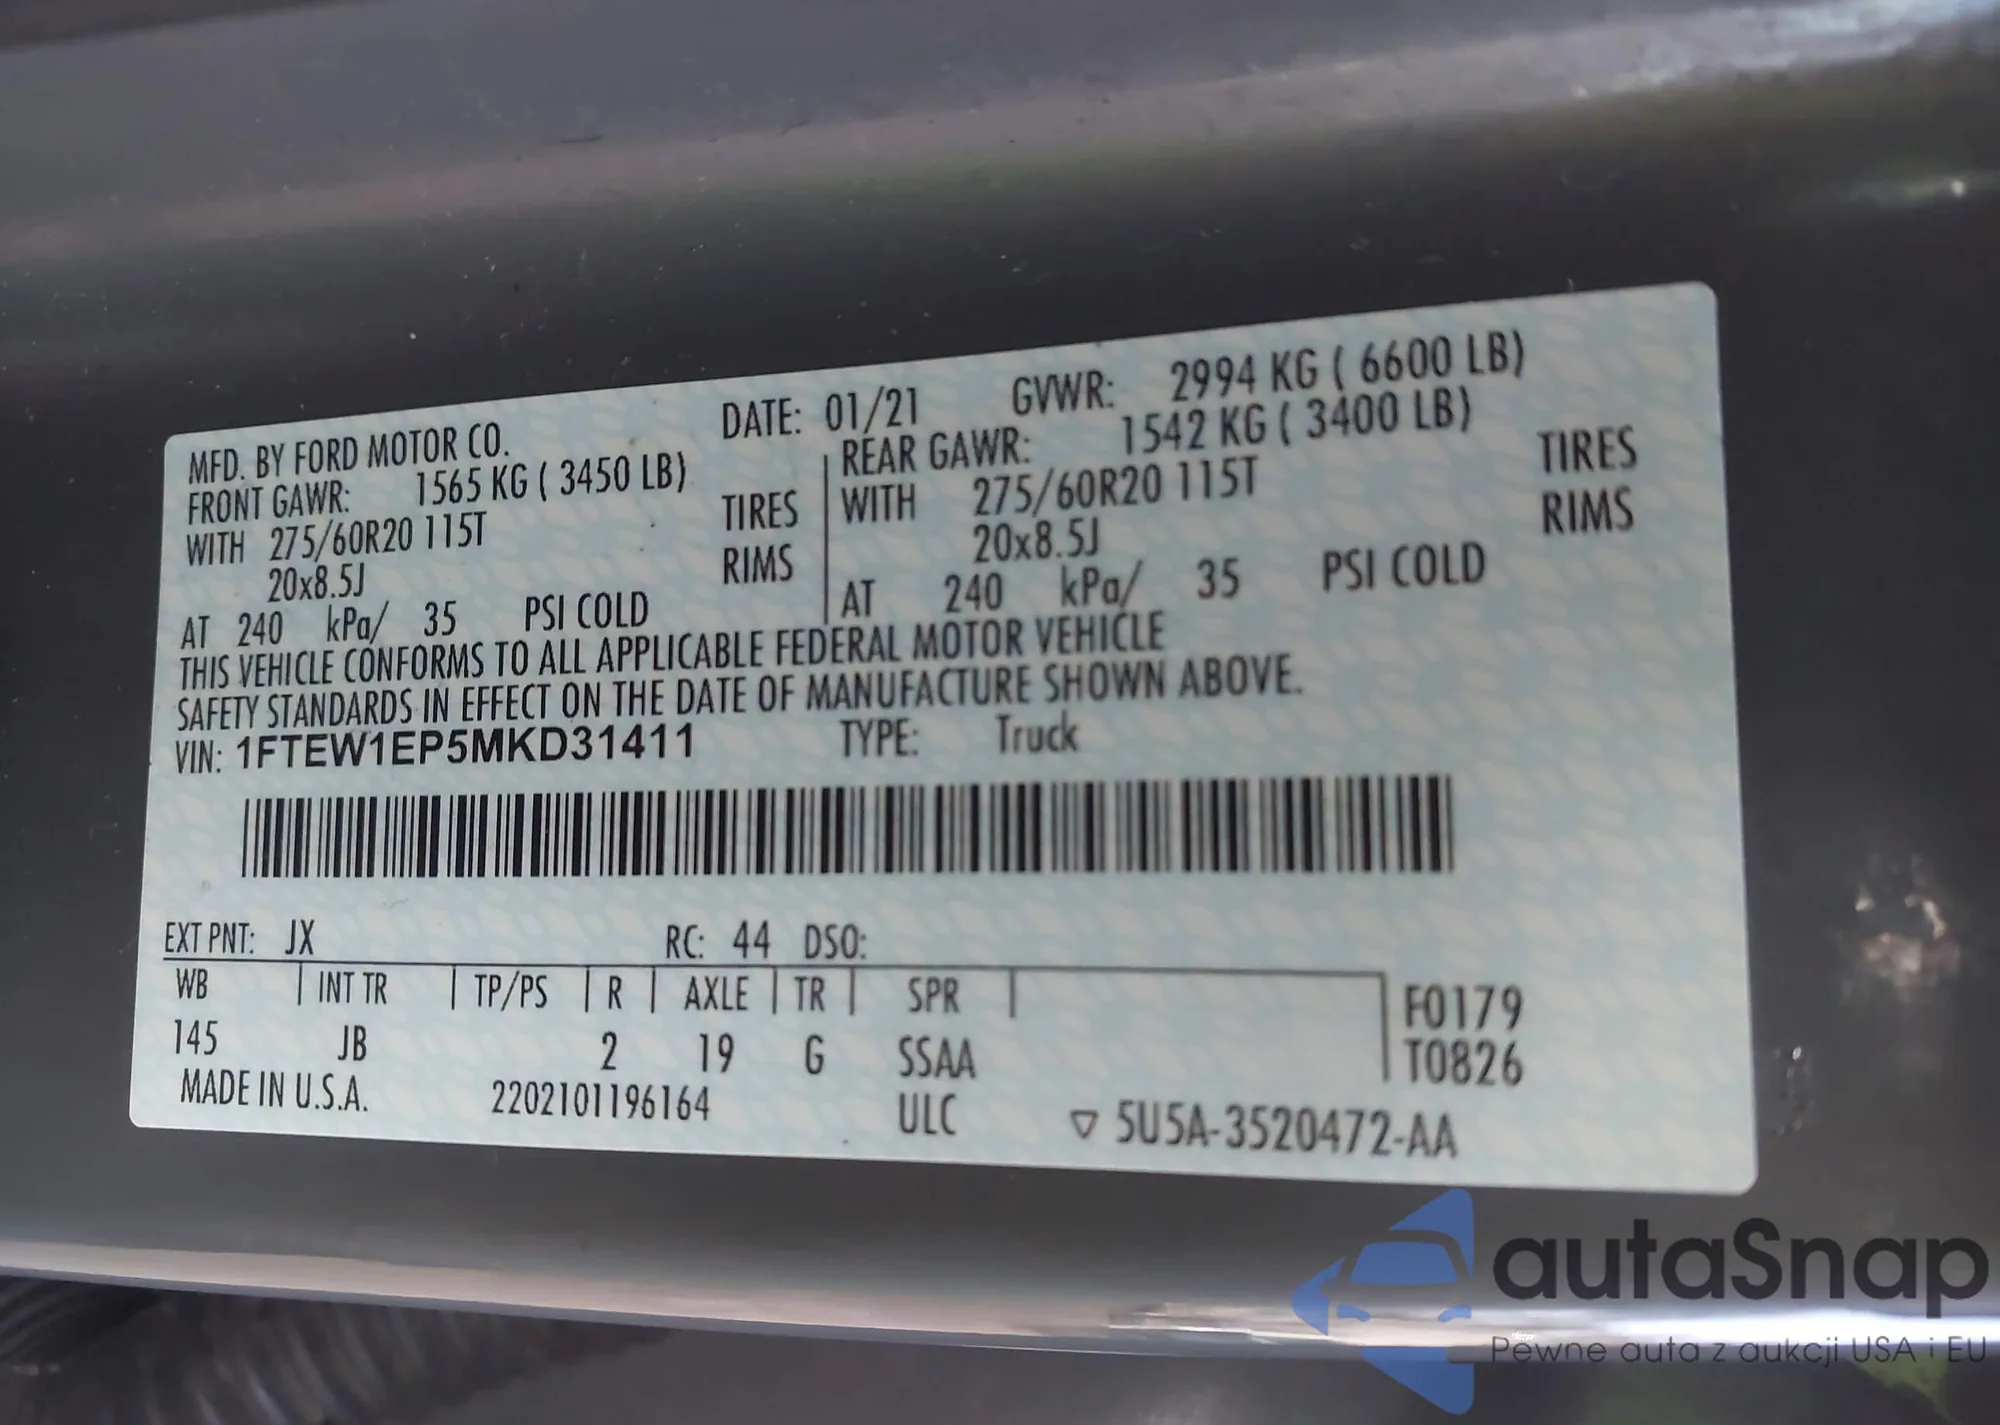 MFD. BY FORD MOTOR CO. DATE: 01/21 GVWR: 2994 KG ( 6600 LB)
FRONT GAWR: 1565 KG ( 3450 LB) REAR GAWR: 1542 KG ( 3400 LB)
WITH 275/60R20 115T TIRES WITH 275/60R20 115T TIRES
20x8.5J RIMS 20x8.5J RIMS
AT 240 kPa/ 35 PSI COLD AT 240 kPa/ 35 PSI COLD
THIS VEHICLE CONFORMS TO ALL APPLICABLE FEDERAL MOTOR VEHICLE
SAFETY STANDARDS IN EFFECT ON THE DATE OF MANUFACTURE SHOWN ABOVE.
VIN: 1FTEW1EP5MKD31411 TYPE: Truck
EXT PNT: JX RC: 44 DSO:
WB INT TR TP/PS R AXLE TR SPR F0179
145 JB 2 19 G SSAA T0826
MADE IN U.S.A. 2202101196164 ULC ▽ 5U5A-3520472-AA
autaSnap
Pewne auta z aukcji USA i EU